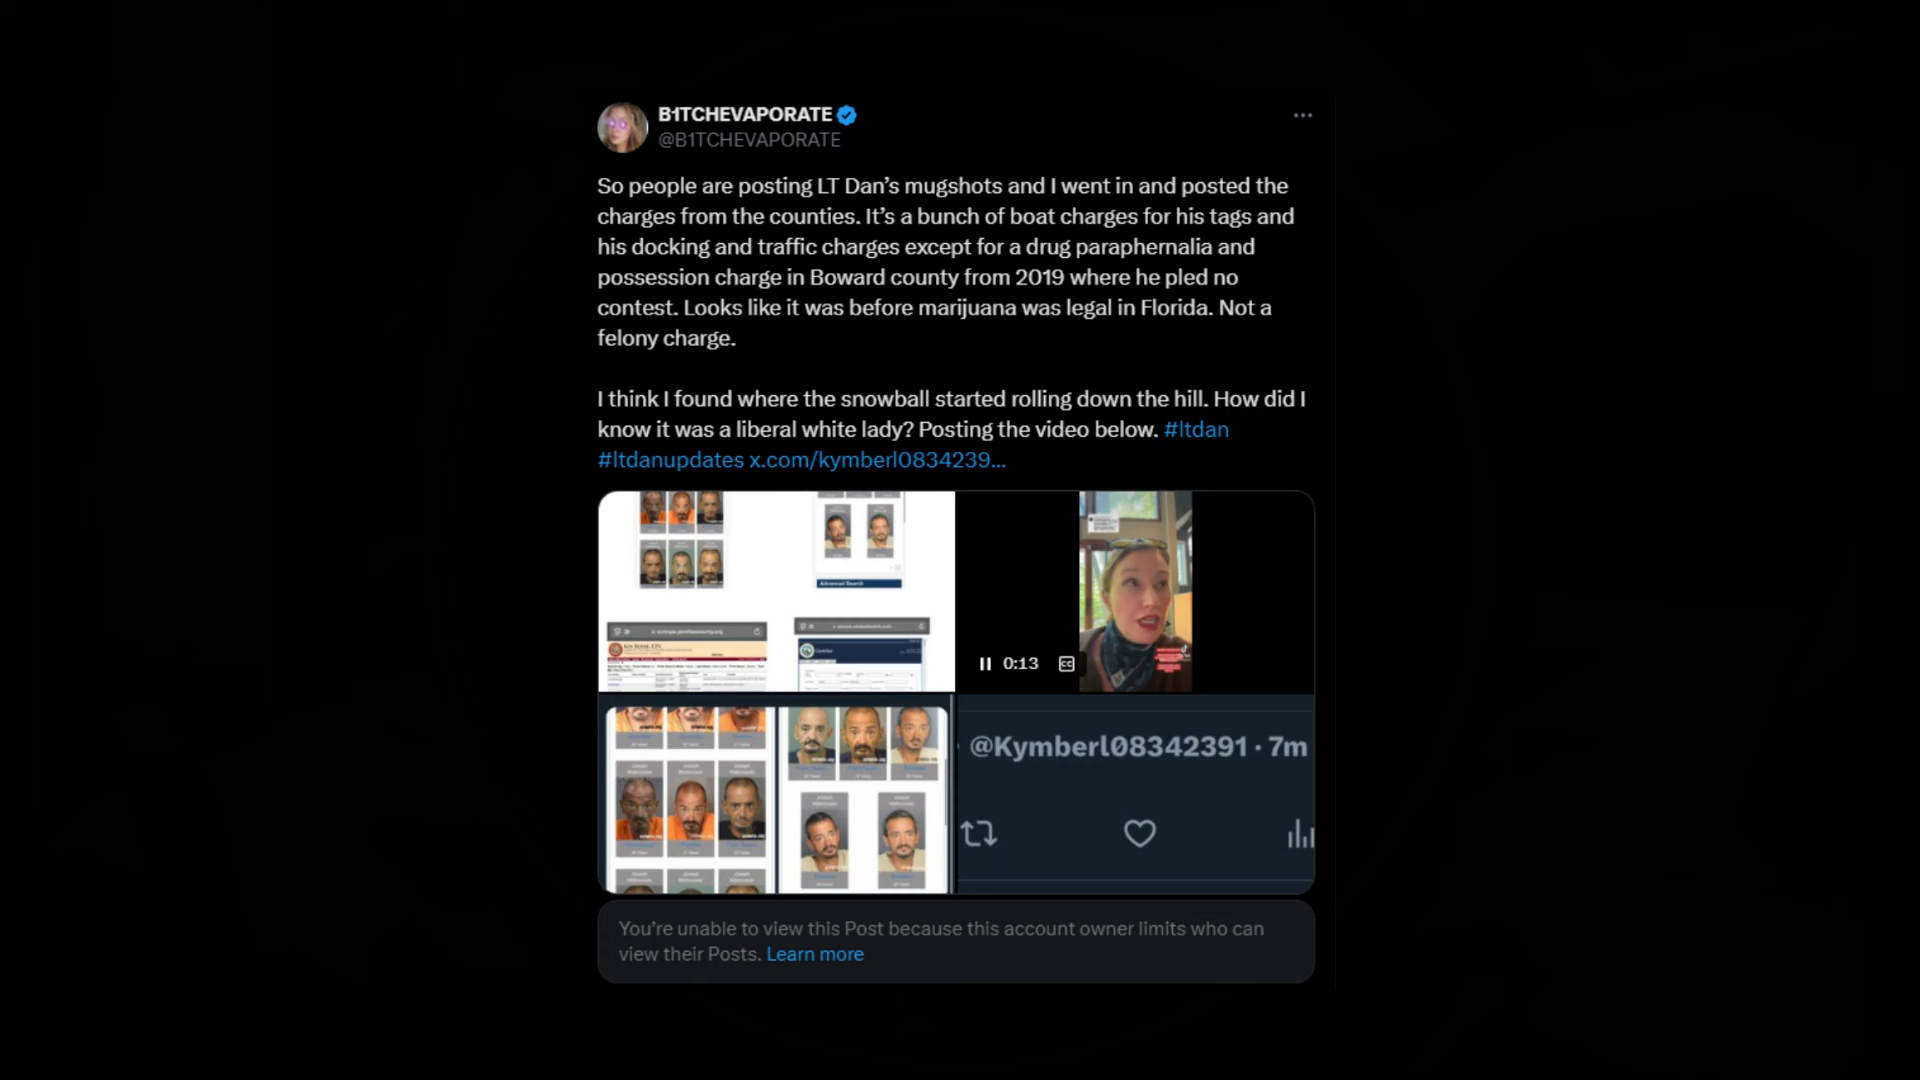 B1TCHEVAPORATE
@B1TCHEVAPORATE
So people are posting LT Dan’s mugshots and I went in and posted the
charges from the counties. It’s a bunch of boat charges for his tags and
his docking and traffic charges except for a drug paraphernalia and
possession charge in Boward county from 2019 where he pled no
contest. Looks like it was before marijuana was legal in Florida. Not a
felony charge.
I think I found where the snowball started rolling down the hill. How did I
know it was a liberal white lady? Posting the video below. #ltdan
#ltdanupdates x.com/kymberl0834239…
Advanced Search
0:13
CC
@Kymberl08342391 · 7m
You’re unable to view this Post because this account owner limits who can
view their Posts. Learn more